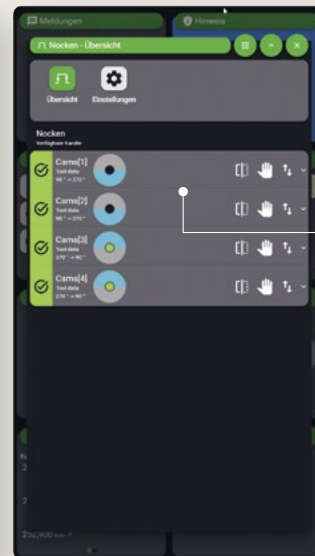 Meldungen
Hinweis
Nocken - Übersicht
Übersicht
Einstellungen
Nocken
Verfügbare Kanäle
Cams[1]
Tool data
90 ° → 270 °
Cams[2]
Tool data
90 ° → 270 °
Cams[3]
Tool data
270 ° → 90 °
Cams[4]
Tool data
270 ° → 90 °